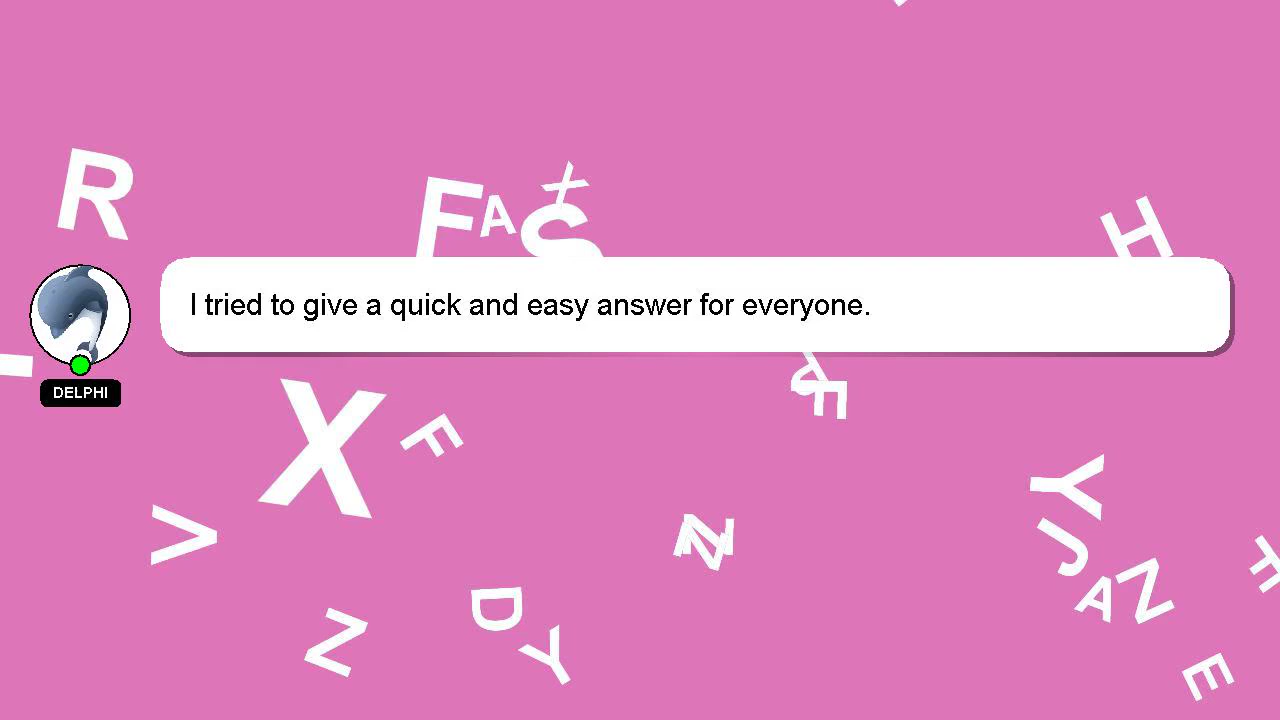 R
F
A
X
S
H
I tried to give a quick and easy answer for everyone.
DELPHI
R
F
X
F
Y
V
N
Z
J
A
Z
F
D
Y
Z
E